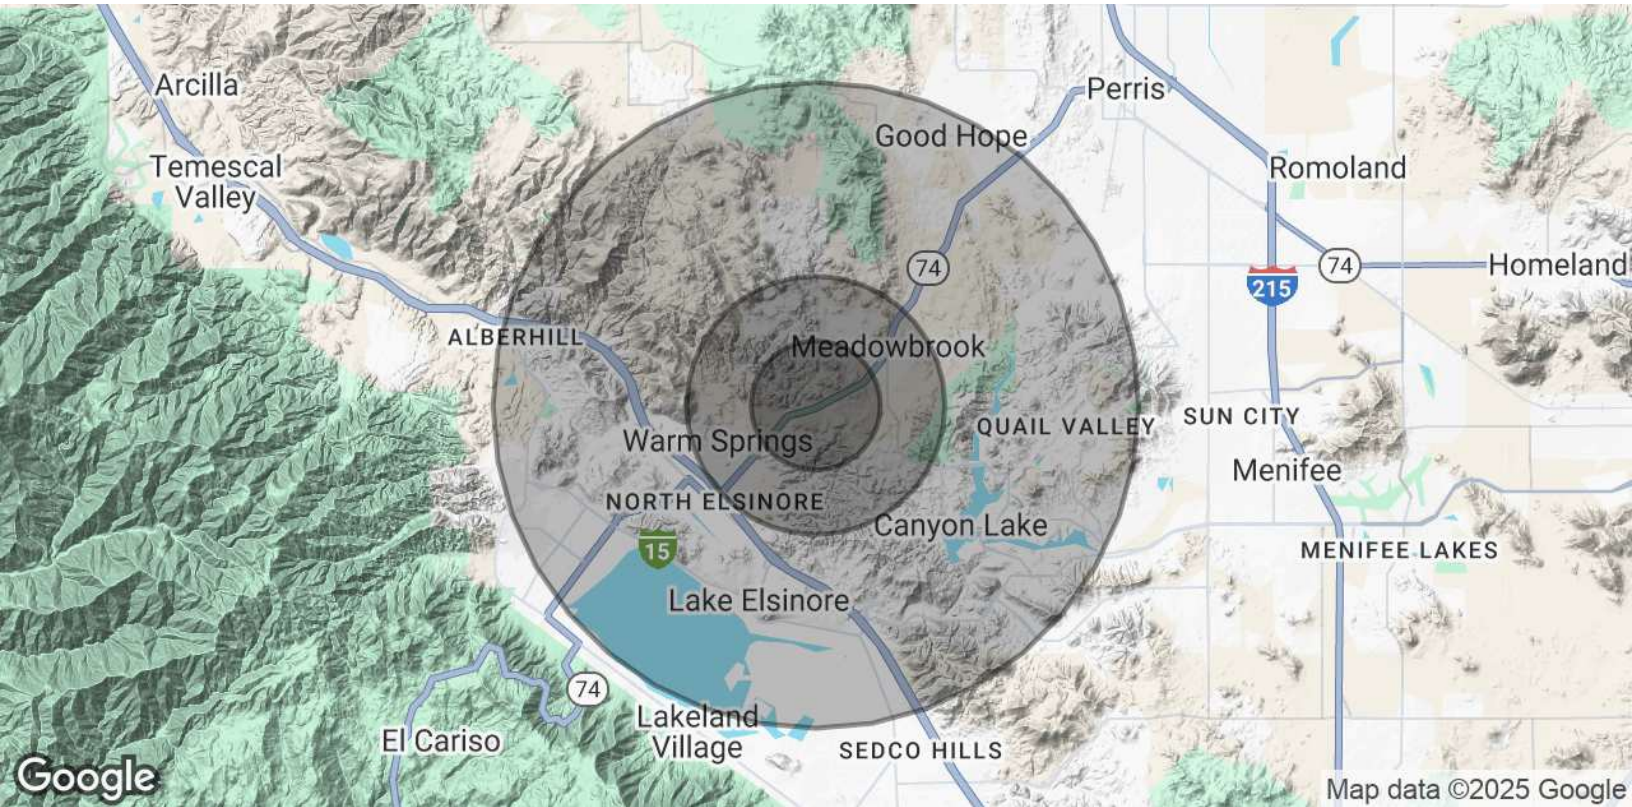 Arcilla
Perris
Good Hope
Temescal
Valley
Romoland
74
74
Homeland
215
ALBERHILL
Meadowbrook
SUN CITY
QUAIL VALLEY
Warm Springs
Menifee
NORTH ELSINORE
Canyon Lake
15
MENIFEE LAKES
Lake Elsinore
74
Lakeland
Village
El Cariso
SEDCO HILLS
Google
Map data ©2025 Google